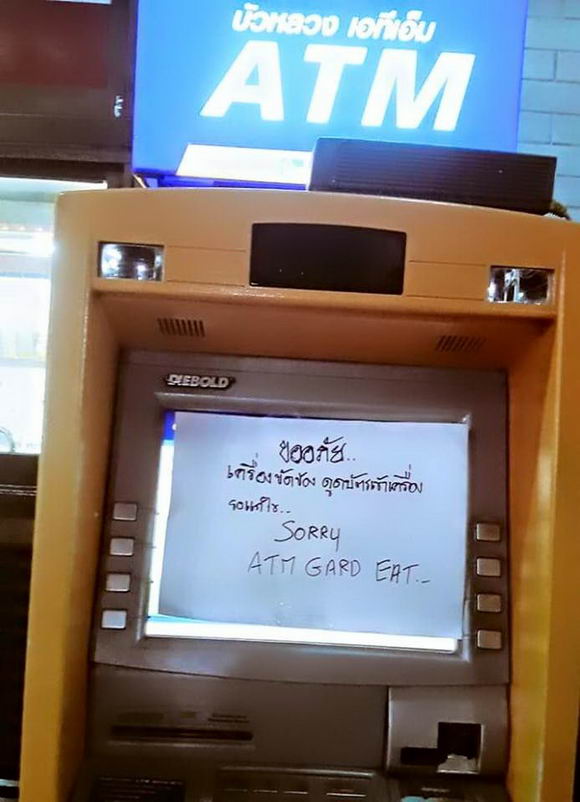 บัวหลวง เอทีเอ็ม
ATM
DIEBOLD
ขออภัย..
เครื่องขัดข้อง ดูดบัตรเข้าเครื่อง
รอแก้ไข..
SORRY
ATM GARD EAT..